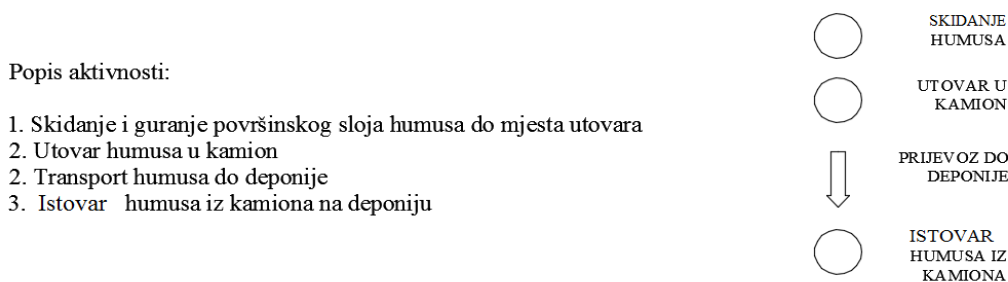 Popis aktivnosti:
1. Skidanje i guranje površinskog sloja humusa do mjesta utovara
2. Utovar humusa u kamion
2. Transport humusa do deponije
3. Istovar humusa iz kamiona na deponiju
SKIDANJE
HUMUSA
UTOVAR U
KAMION
PRIJEVOZ DO
DEPONIJE
ISTOVAR
HUMUSA IZ
KAMIONA